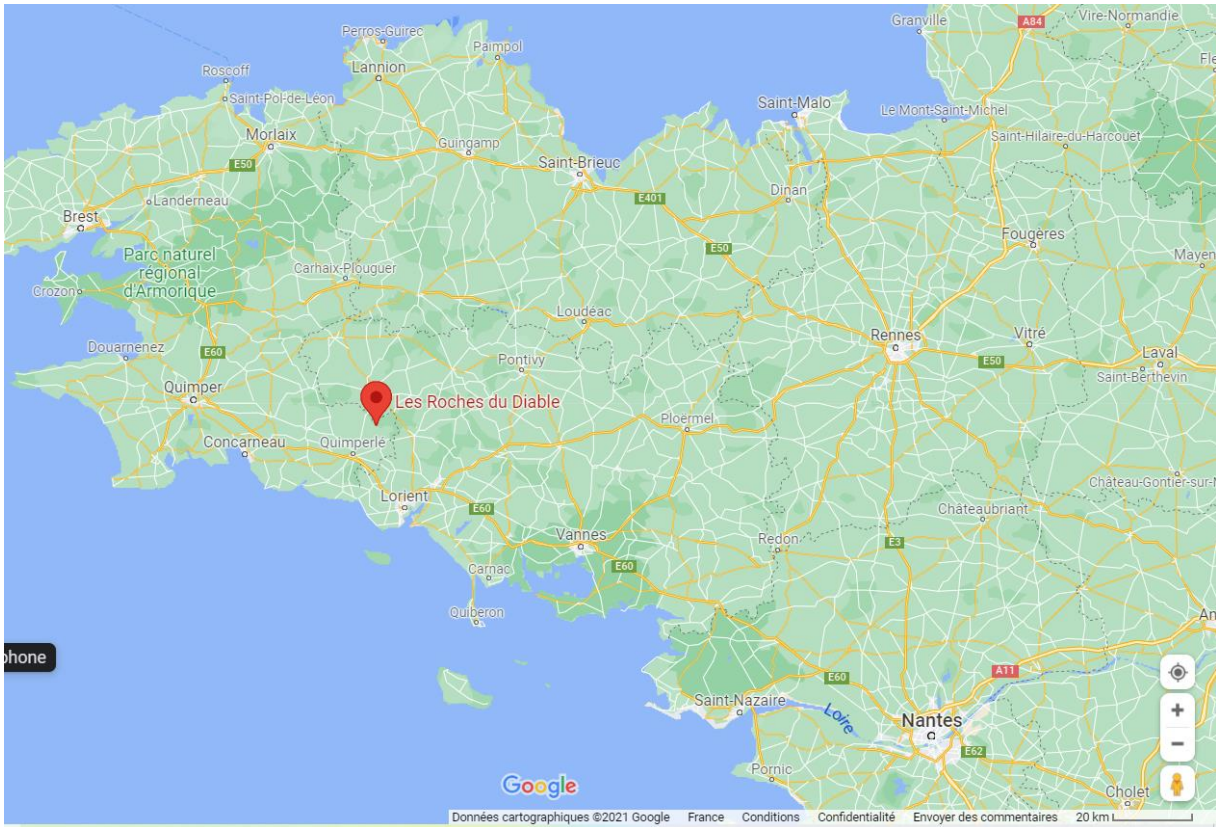 Granville
Vire-Normandie
A84
Perros-Guirec
Paimpol
Lannion
Roscoff
Saint-Pol-de-Léon
Saint-Malo
Le Mont-Saint-Michel
Morlaix
Guingamp
Saint-Hilaire-du-Harcouet
E50
Saint-Brieuc
Landerneau
Dinan
E401
Brest
Fougères
E50
Parc naturel
régional
d'Armorique
Mayen
Carhaix-Plouguer
Crozon
Loudéac
Rennes
Vitré
Douarnenez
E60
Pontivy
E50
Laval
Saint-Berthevin
Quimper
Les Roches du Diable
Ploërmel
Concarneau
Quimperlé
Château-Gontier-sur-M
Lorient
E60
Châteaubriant
Vannes
Redon
E3
Carnac
E60
Quiberon
An
phone
A11
E60
Saint-Nazaire
Loire
Nantes
E62
Pornic
Google
Cholet
Données cartographiques ©2021 Google France Conditions Confidentialité Envoyer des commentaires 20 km